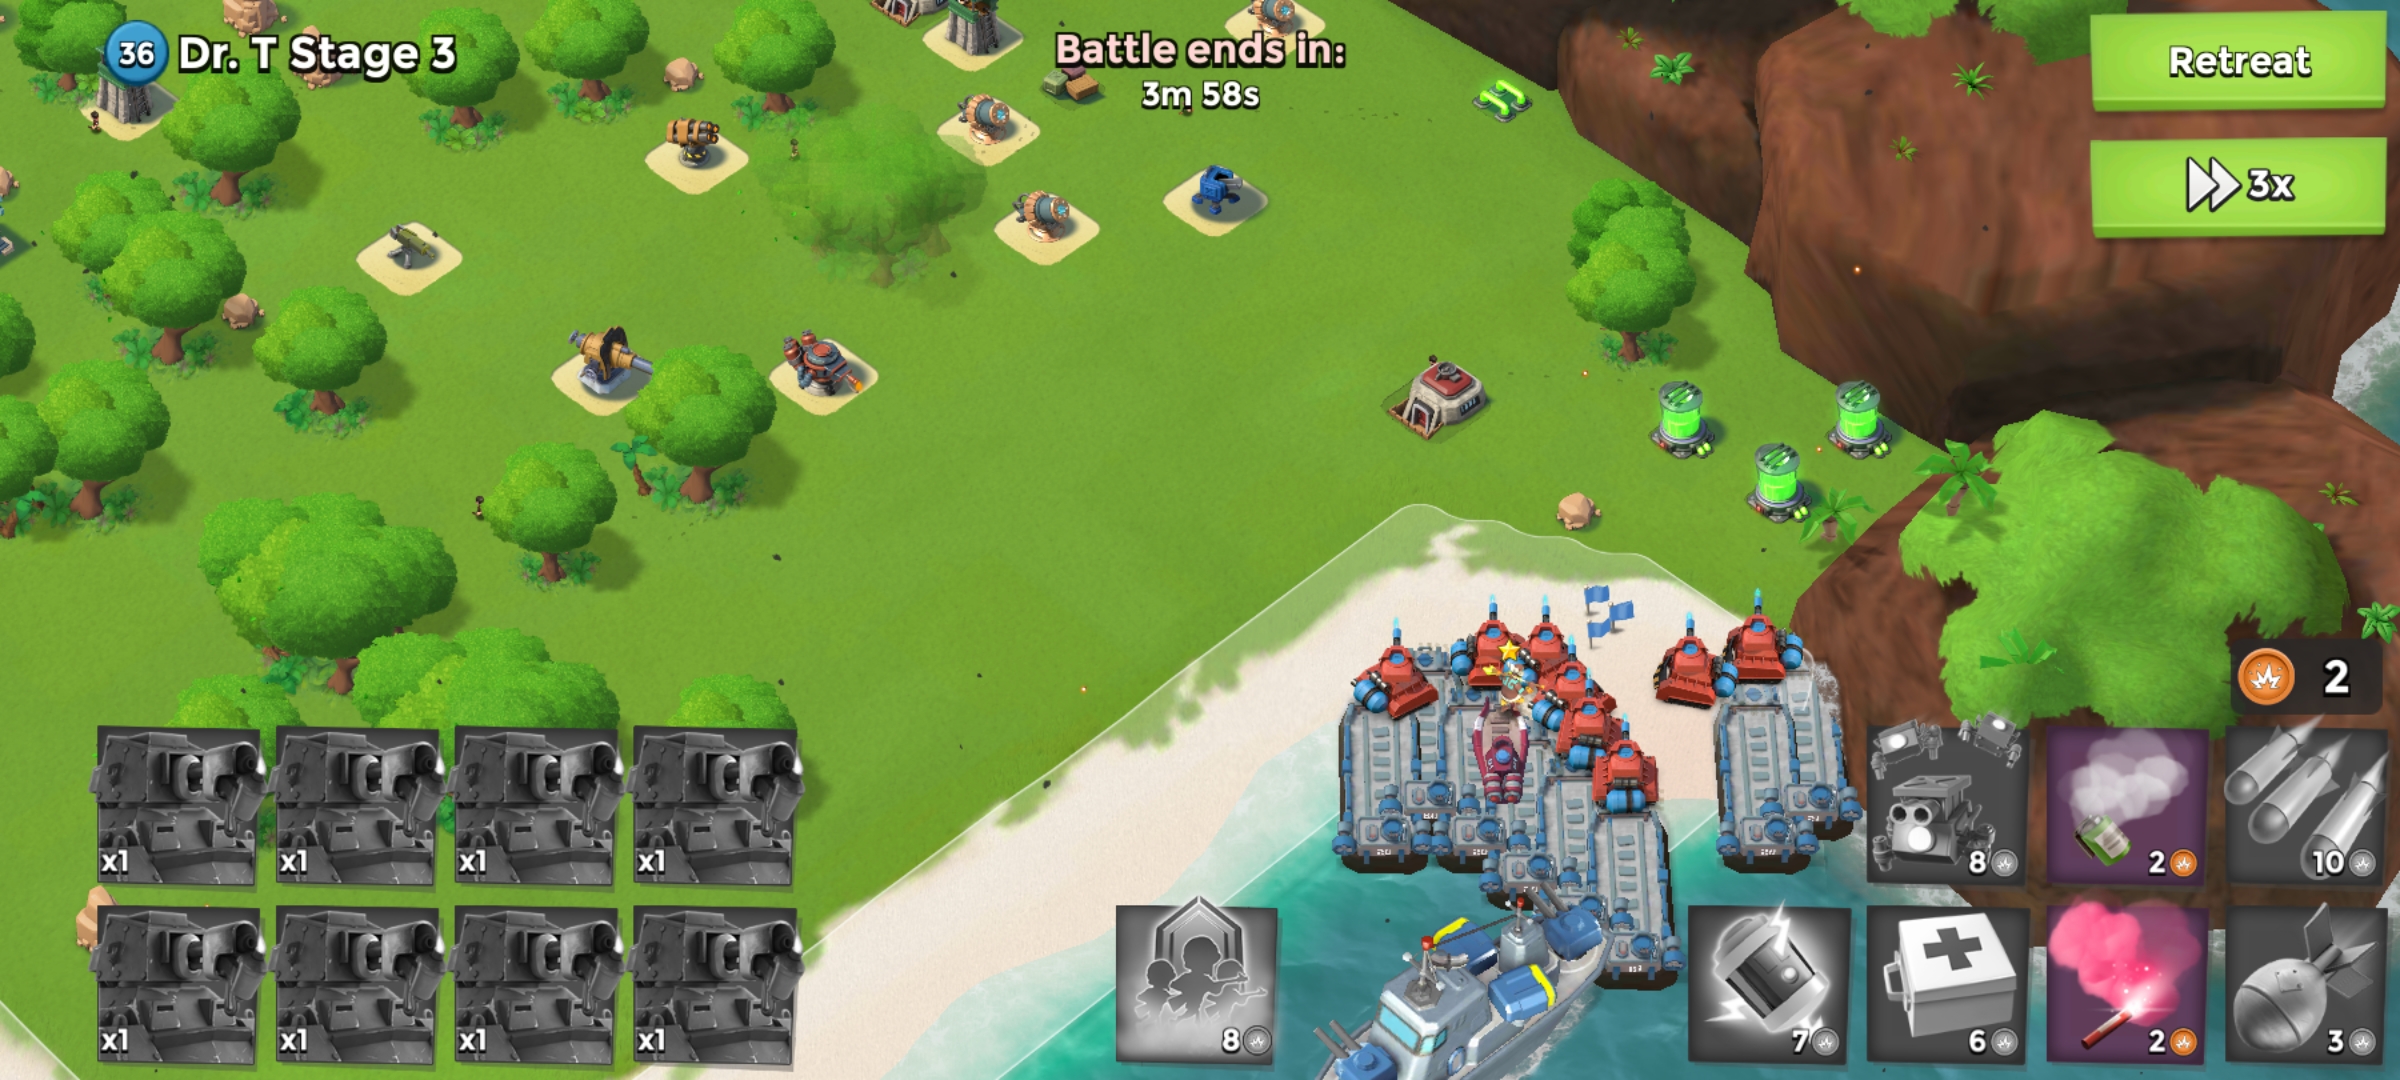 36 Dr. T Stage 3
Battle ends in:
3m 58s
Retreat
3x
2
x1 x1 x1 x1
8 2 10
x1 x1 x1 x1
8 7 6 2 3